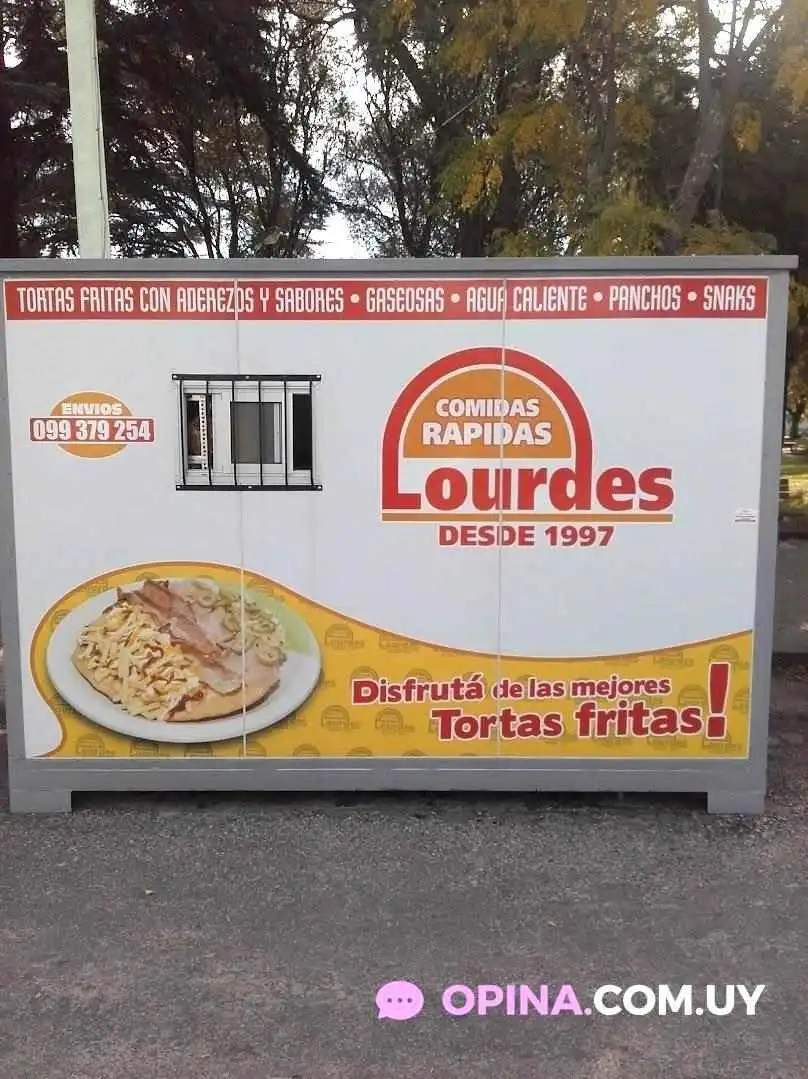 TORTAS FRITAS CON ADEREZOS Y SABORES • GASEOSAS • AGUA CALIENTE • PANCHOS • SNAKS
ENVIOS
099 379 254
COMIDAS
RAPIDAS
Lourdes
DESDE 1997
Disfrutá de las mejores
Tortas fritas!
OPINA.COM.UY